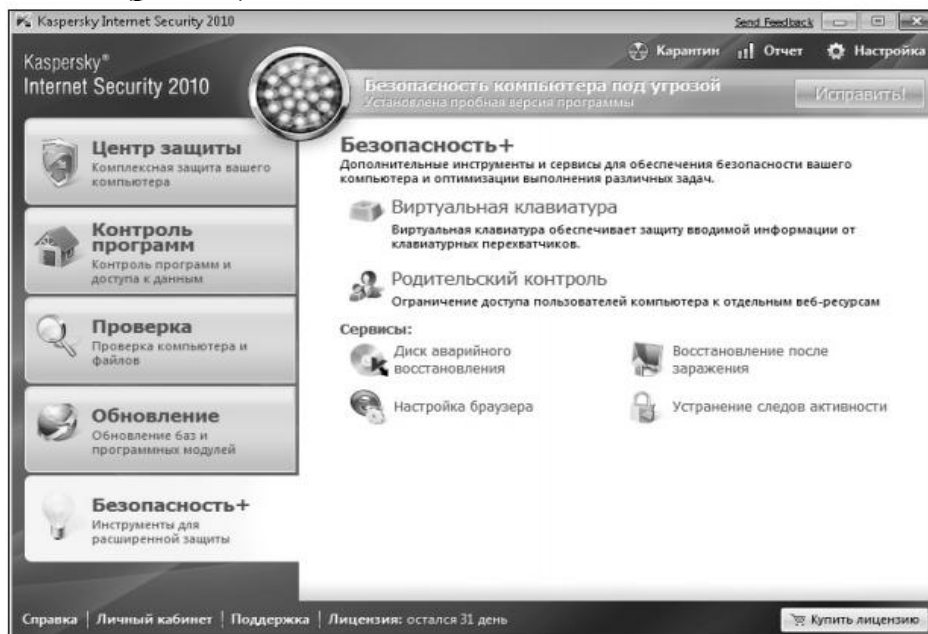 Kaspersky Internet Security 2010
Send Feedback
Карантин Отчет Настройка
Kaspersky®
Internet Security 2010
Безопасность компьютера под угрозой
Установлена пробная версия программы
Исправить!
Центр защиты
Комплексная защита вашего
компьютера
Контроль
программ
Контроль программ и
доступа к данным
Проверка
Проверка компьютера и
файлов
Обновление
Обновление баз и
программных модулей
Безопасность+
Инструменты для
расширенной защиты
Безопасность+
Дополнительные инструменты и сервисы для обеспечения безопасности вашего
компьютера и оптимизации выполнения различных задач.
Виртуальная клавиатура
Виртуальная клавиатура обеспечивает защиту вводимой информации от
клавиатурных перехватчиков.
Родительский контроль
Ограничение доступа пользователей компьютера к отдельным веб-ресурсам
Сервисы:
Диск аварийного
восстановления
Восстановление после
заражения
Настройка браузера
Устранение следов активности
Справка | Личный кабинет | Поддержка | Лицензия: остался 31 день
Купить лицензию